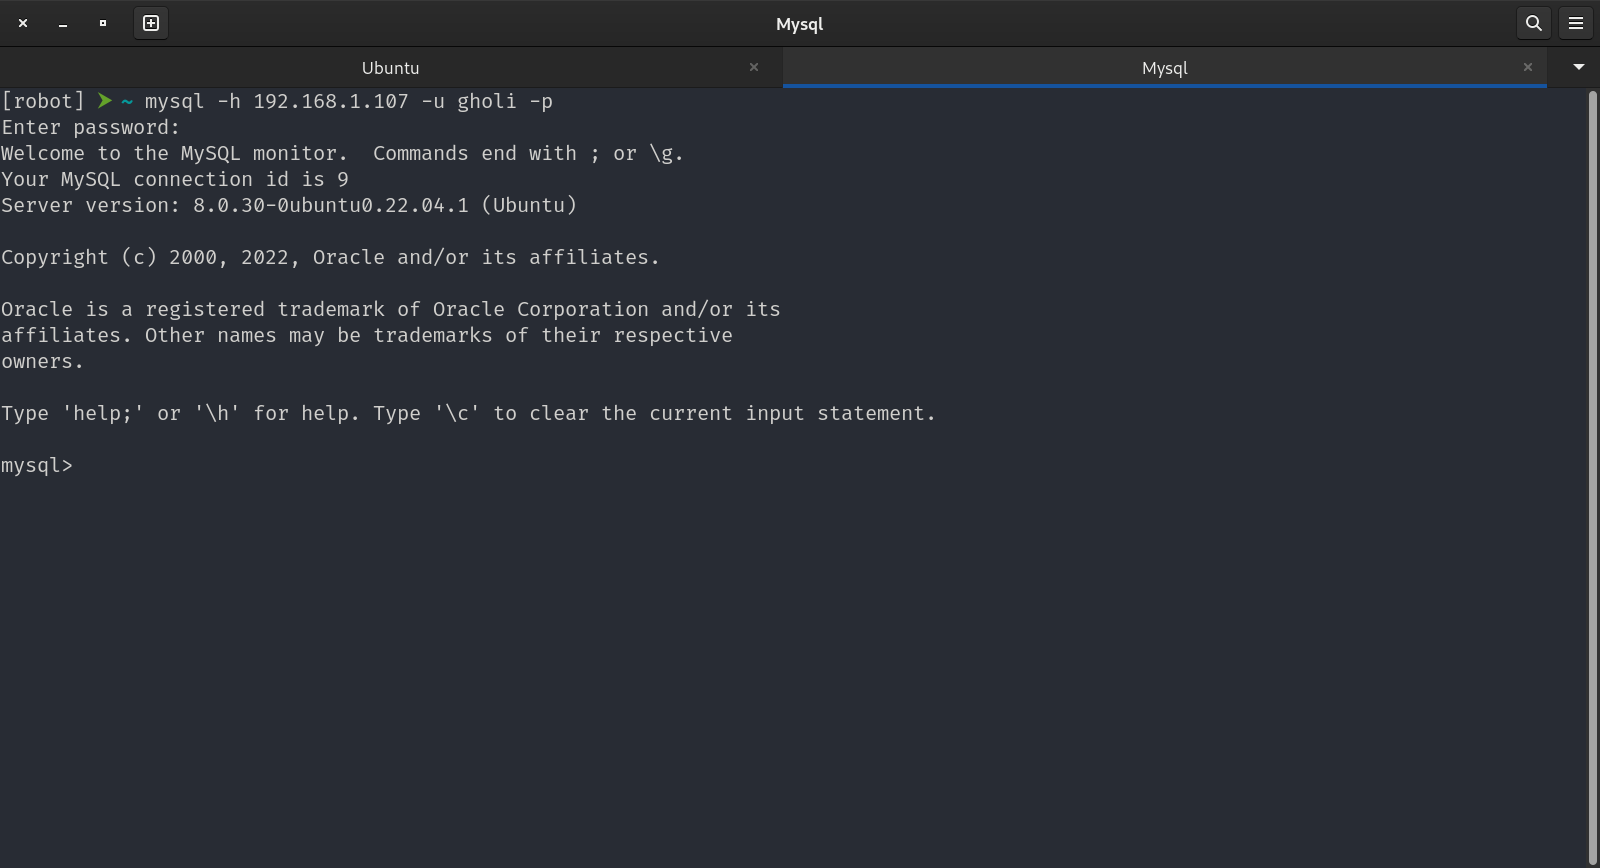 Mysql
Ubuntu
Mysql
[robot] ➤ ~ mysql -h 192.168.1.107 -u gholi -p
Enter password:
Welcome to the MySQL monitor.  Commands end with ; or \g.
Your MySQL connection id is 9
Server version: 8.0.30-0ubuntu0.22.04.1 (Ubuntu)

Copyright (c) 2000, 2022, Oracle and/or its affiliates.

Oracle is a registered trademark of Oracle Corporation and/or its
affiliates. Other names may be trademarks of their respective
owners.

Type 'help;' or '\h' for help. Type '\c' to clear the current input statement.

mysql>